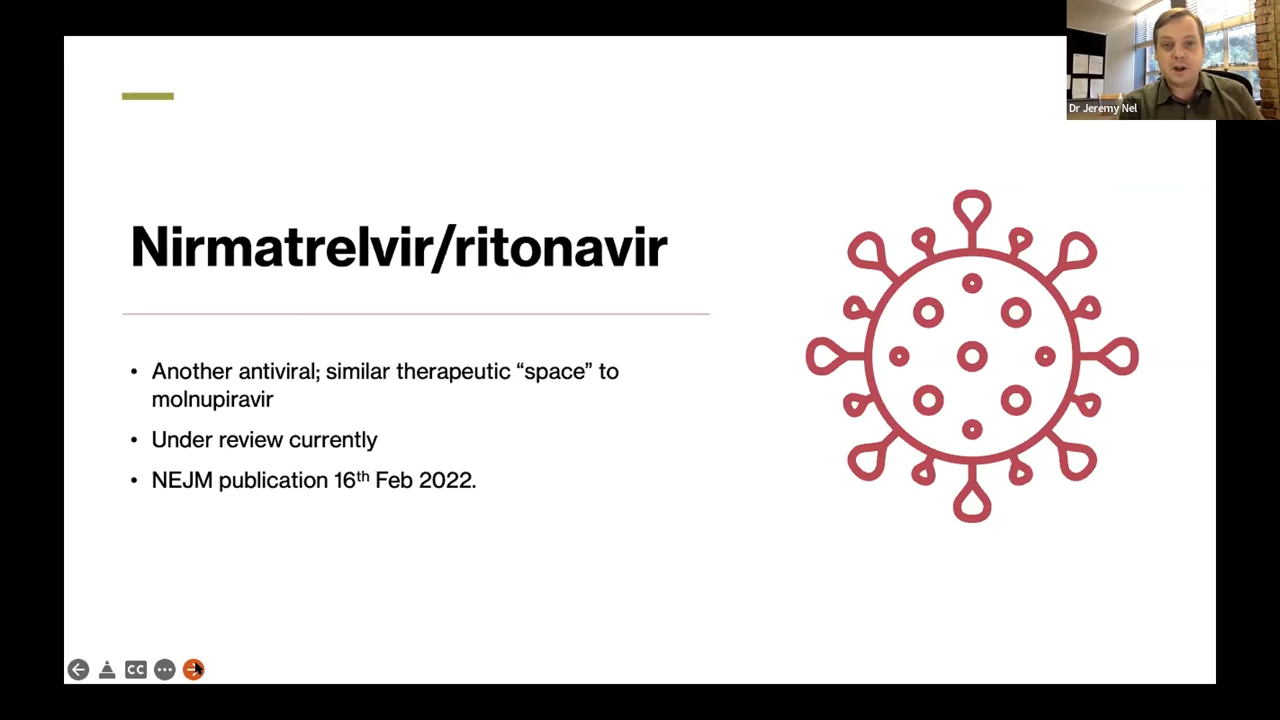 Dr Jeremy Nel
Nirmatrelvir/ritonavir
• Another antiviral; similar therapeutic “space” to
molnupiravir
• Under review currently
• NEJM publication 16th Feb 2022.
CC